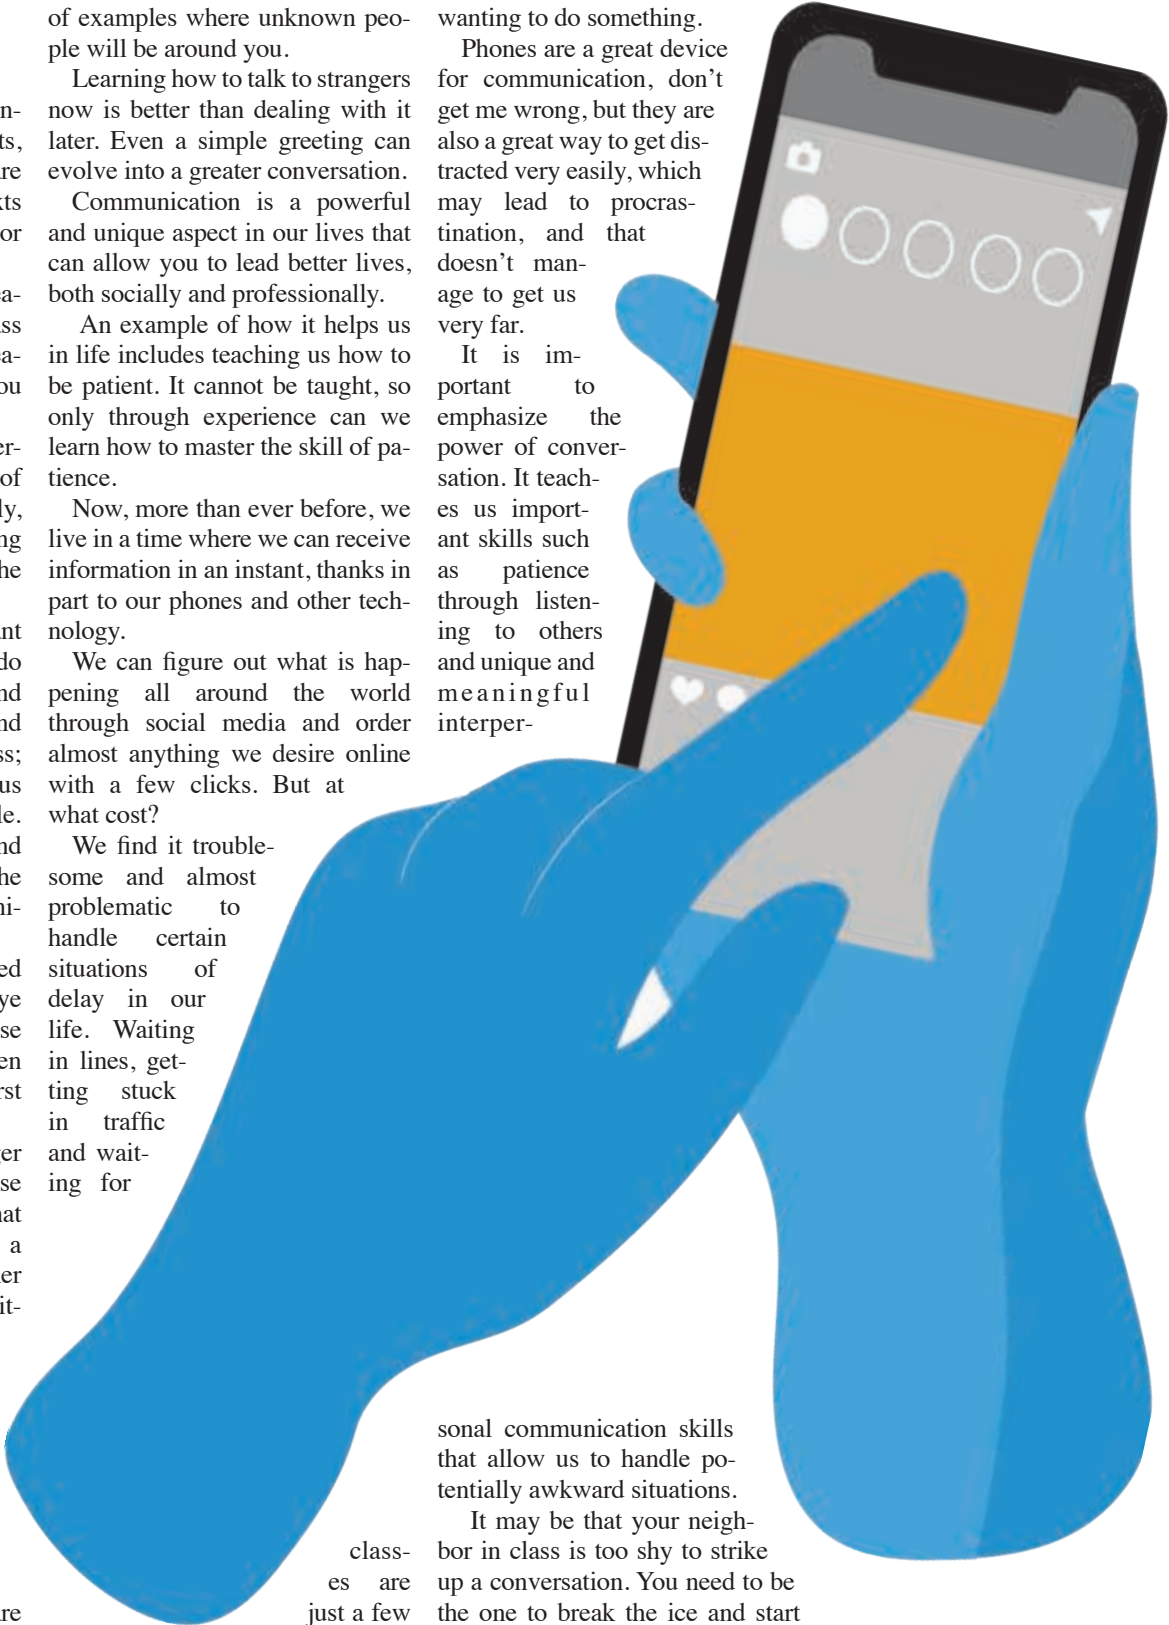 of examples where unknown peo-
ple will be around you.
Learning how to talk to strangers
now is better than dealing with it
later. Even a simple greeting can
evolve into a greater conversation.
Communication is a powerful
and unique aspect in our lives that
can allow you to lead better lives,
both socially and professionally.
An example of how it helps us
in life includes teaching us how to
be patient. It cannot be taught, so
only through experience can we
learn how to master the skill of pa-
tience.
Now, more than ever before, we
live in a time where we can receive
information in an instant, thanks in
part to our phones and other tech-
nology.
We can figure out what is hap-
pening all around the world
through social media and order
almost anything we desire online
with a few clicks. But at
what cost?
We find it trouble-
some and almost
problematic to
handle certain
situations of
delay in our
life. Waiting
in lines, get-
ting stuck
in traffic
and wait-
ing for
class-
es are
just a few
wanting to do something.
Phones are a great device
for communication, don't
get me wrong, but they are
also a great way to get dis-
tracted very easily, which
may lead to procras-
tination, and that
doesn't man-
age to get us
very far.
It is im-
portant to
emphasize the
power of conver-
sation. It teach-
es us import-
ant skills such
as patience
through listen-
ing to others
and unique and
meaningful
interper-
sonal communication skills
that allow us to handle po-
tentially awkward situations.
It may be that your neigh-
bor in class is too shy to strike
up a conversation. You need to be
the one to break the ice and start